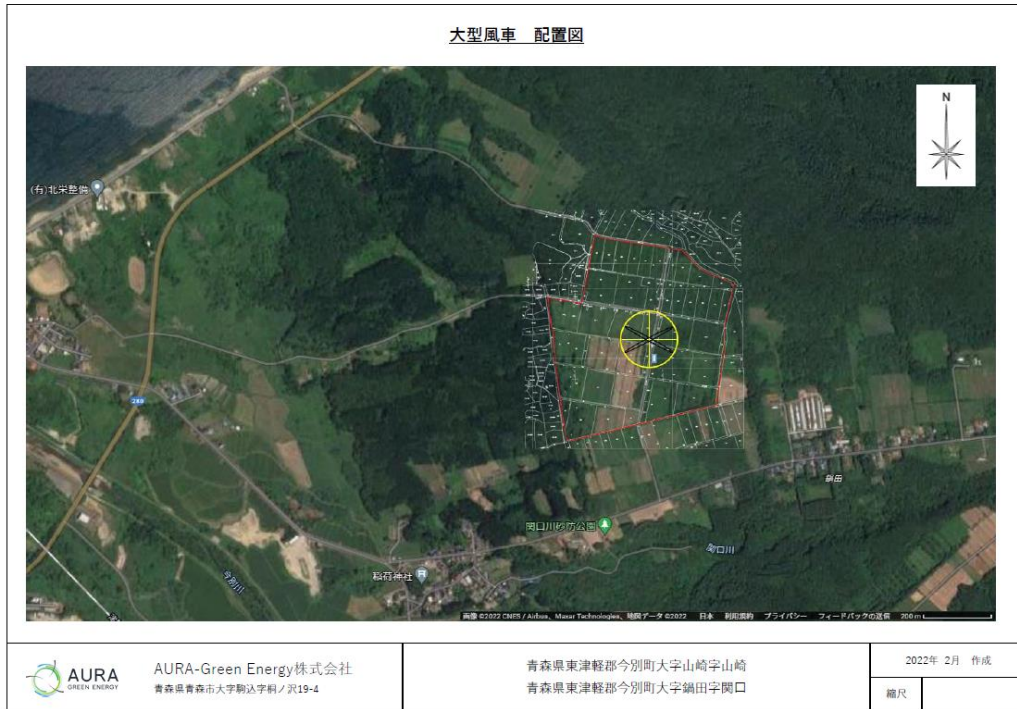 大型風車 配置図
N
(有)北栄整備
280
関口川砂防公園
鍋田
関口川
稲荷神社
今別川
画像 ©2022 CNES / Airbus、Maxar Technologies、地図データ ©2022 日本 利用規約 プライバシー フィードバックの送信 200 m
AURA
GREEN ENERGY
AURA-Green Energy株式会社
青森県青森市大字駒込字桐ノ沢19-4
青森県東津軽郡今別町大字山崎字山崎
青森県東津軽郡今別町大字鍋田字関口
2022年 2月 作成
縮尺